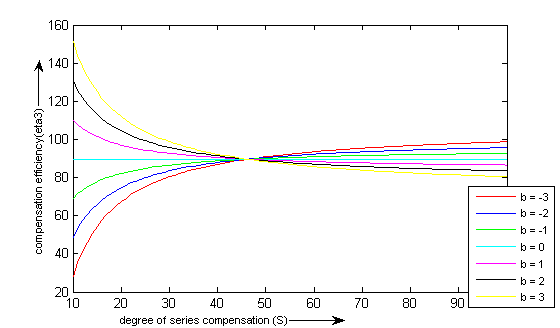 160
140
120
100
80
60
40
20
compensation efficiency(eta3)
10 20 30 40 50 60 70 80 90
degree of series compensation (S)
b = -3
b = -2
b = -1
b = 0
b = 1
b = 2
b = 3